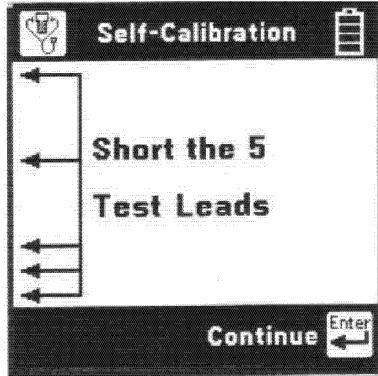 Self-Calibration
Short the 5
Test Leads
Continue Enter